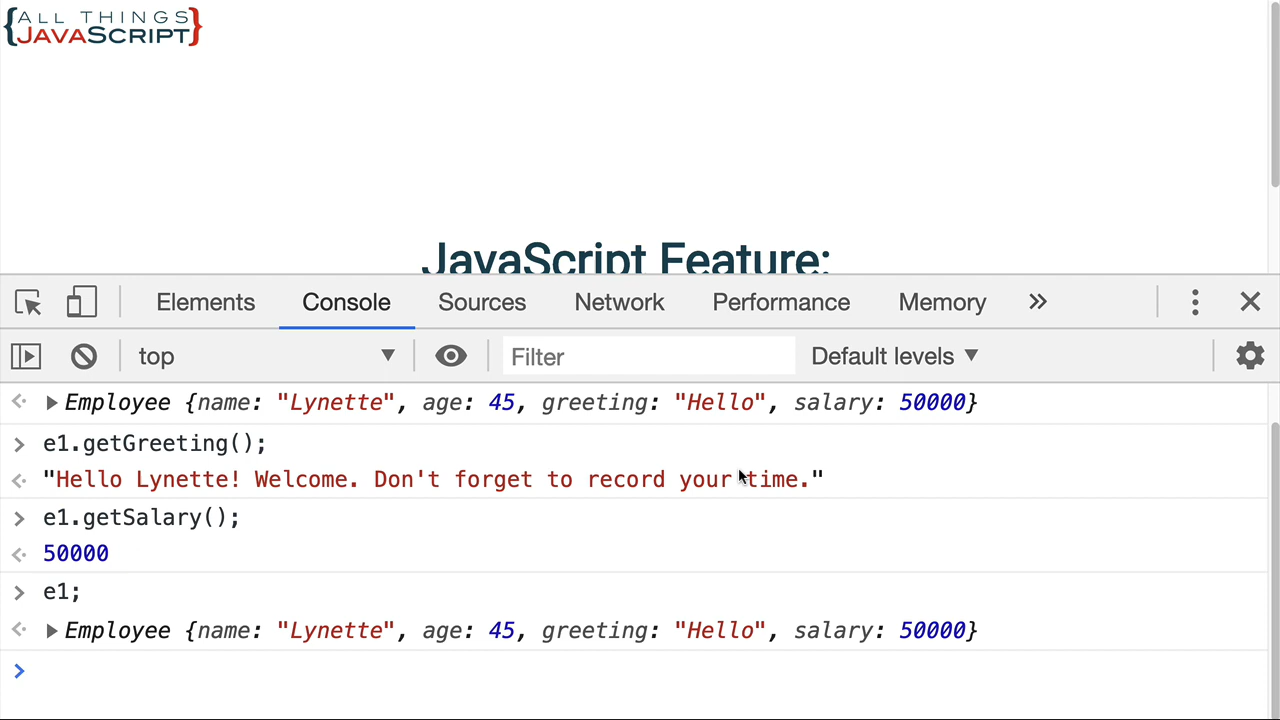 {ALL THINGS
JAVASCRIPT}
JavaScript Feature:
Elements Console Sources Network Performance Memory »
top ▼ Filter Default levels ▼
Employee {name: "Lynette", age: 45, greeting: "Hello", salary: 50000}
> e1.getGreeting();
"Hello Lynette! Welcome. Don't forget to record your time."
> e1.getSalary();
50000
> e1;
Employee {name: "Lynette", age: 45, greeting: "Hello", salary: 50000}
>